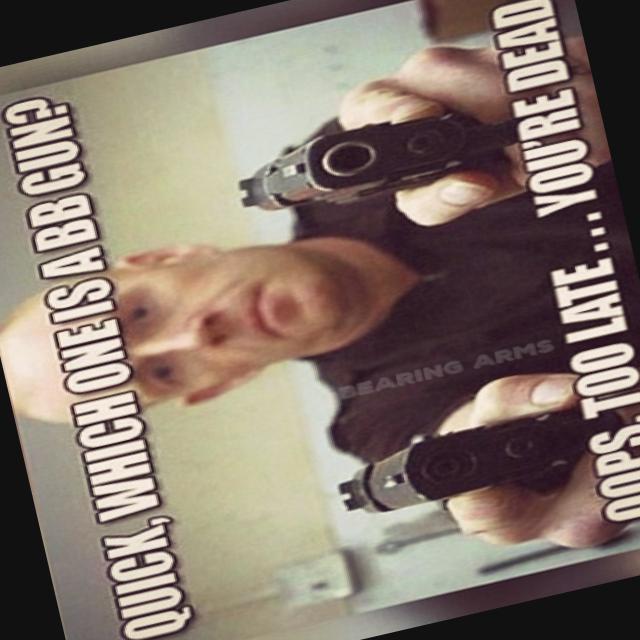 QUICK, WHICH ONE IS A BB GUN?
BEARING ARMS
OOPS, TOO LATE ... YOU'RE DEAD